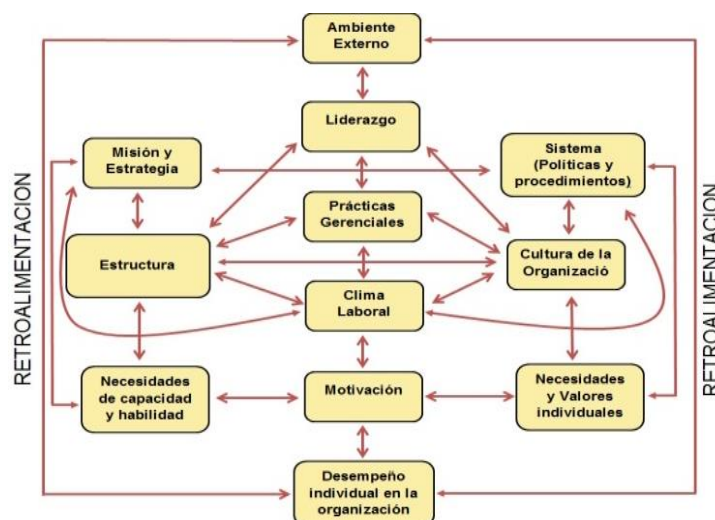 Ambiente
Externo
Liderazgo
Misión y
Estrategia
Sistema
(Políticas y
procedimientos)
Prácticas
Gerenciales
Estructura
Cultura de la
Organizació
Clima
Laboral
Necesidades
de capacidad
y habilidad
Motivación
Necesidades
y Valores
individuales
Desempeño
individual en la
organización
RETROALIMENTACION
RETROALIMENTACION